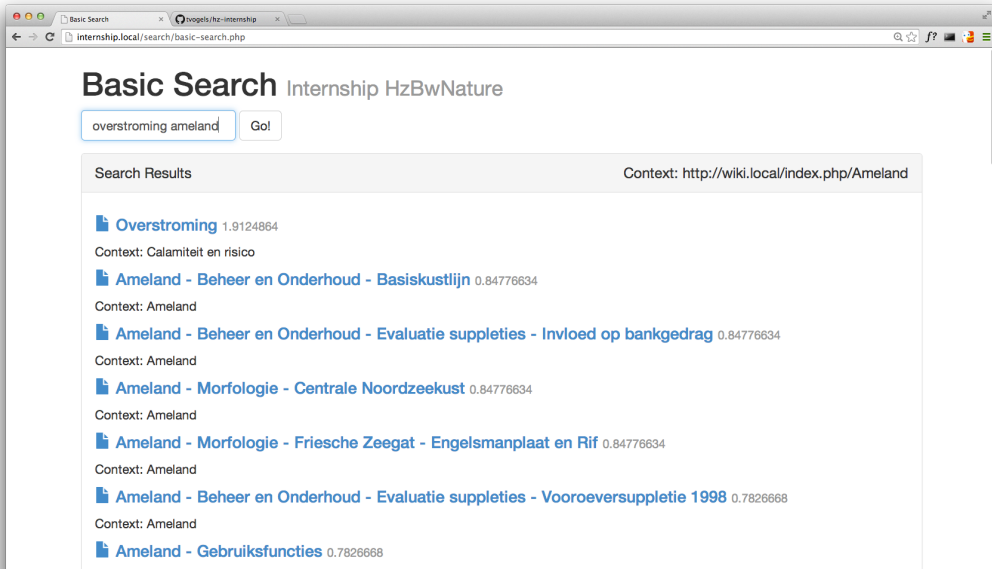 Basic Search
tvogels/hz-internship
internship.local/search/basic-search.php
f?
Basic Search Internship HzBwNature
overstroming ameland Go!
Search Results Context: http://wiki.local/index.php/Ameland
Overstroming 1.9124864
Context: Calamiteit en risico
Ameland - Beheer en Onderhoud - Basiskustlijn 0.84776634
Context: Ameland
Ameland - Beheer en Onderhoud - Evaluatie suppleties - Invloed op bankgedrag 0.84776634
Context: Ameland
Ameland - Morfologie - Centrale Noordzeekust 0.84776634
Context: Ameland
Ameland - Morfologie - Friesche Zeegat - Engelsmanplaat en Rif 0.84776634
Context: Ameland
Ameland - Beheer en Onderhoud - Evaluatie suppleties - Vooroeversuppletie 1998 0.7826668
Context: Ameland
Ameland - Gebruiksfuncties 0.7826668